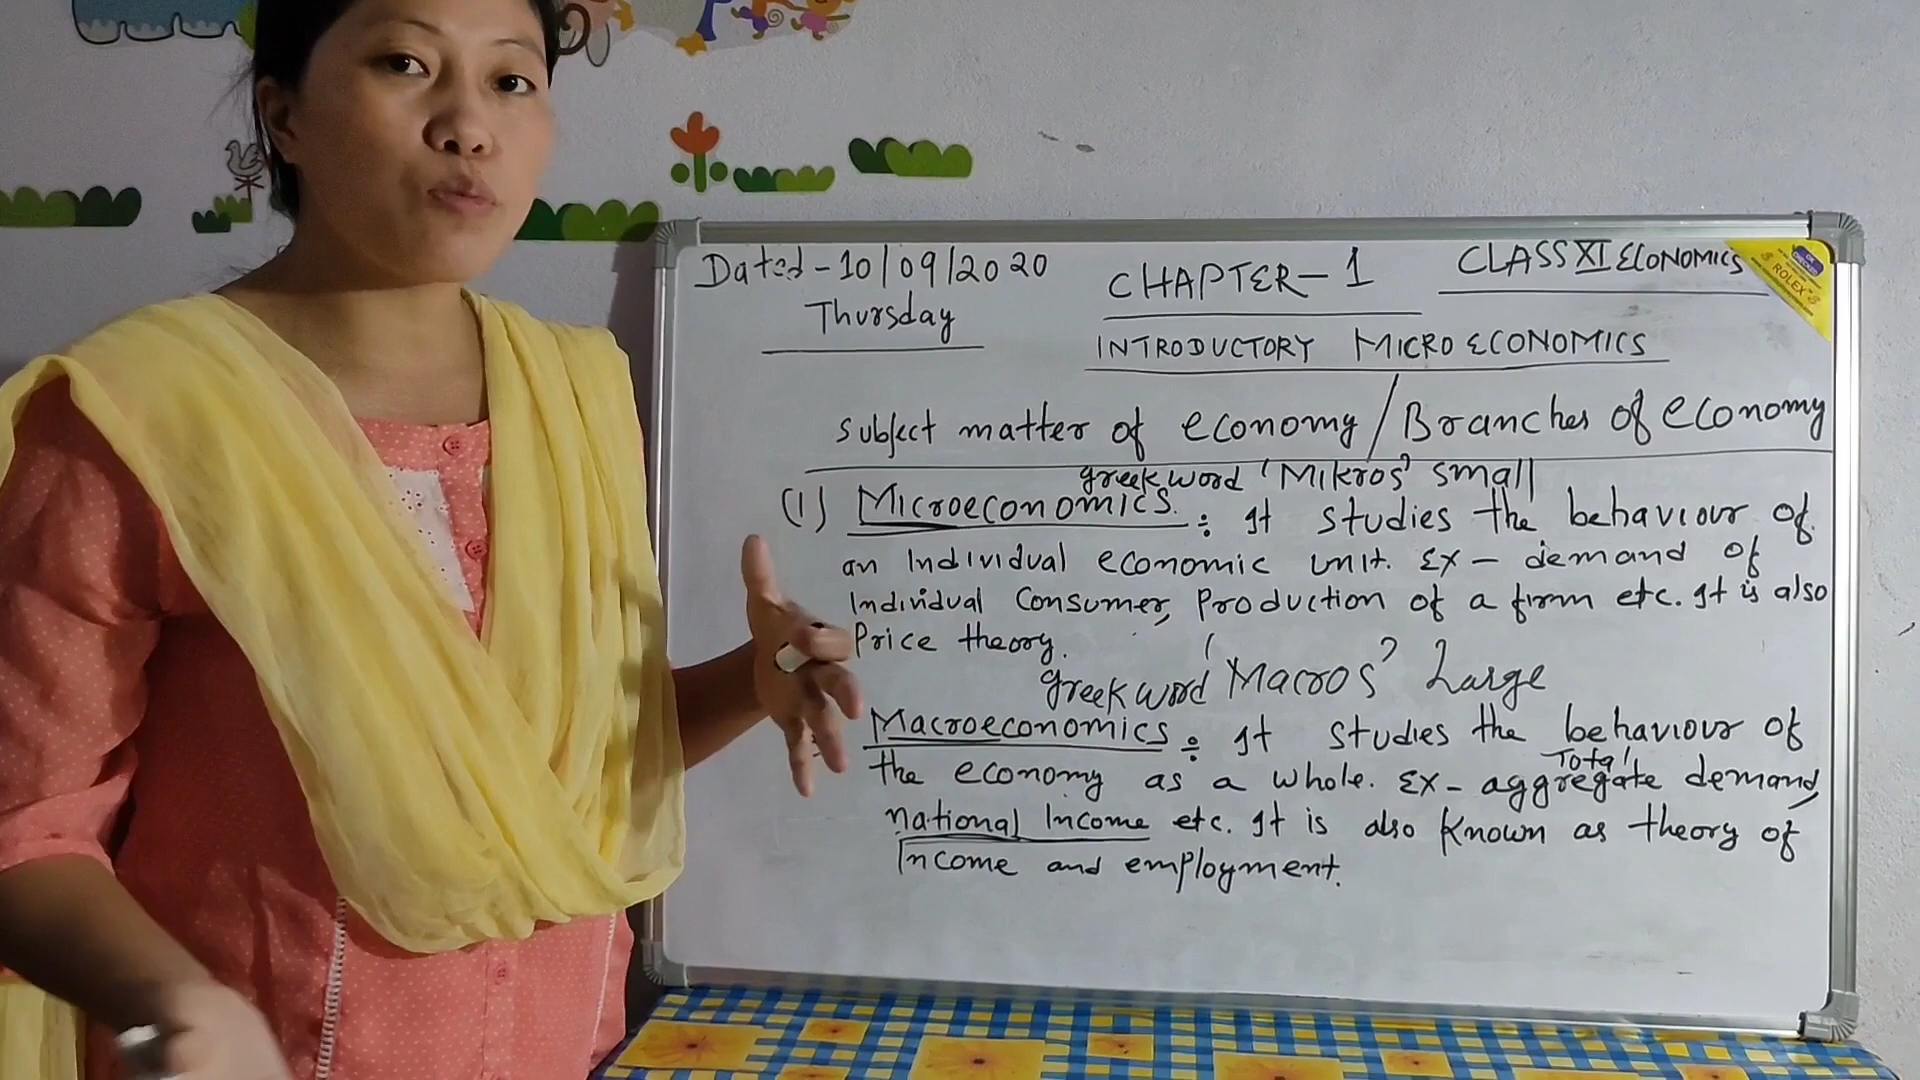 Dated-10/09/2020
Thursday
CHAPTER-1
CLASS XI ECONOMICS
ROLEX
INTRODUCTORY MICRO ECONOMICS
Subject matter of economy/Branches of economy
greek word 'Mikros' small
(1) Microeconomics. : It studies the behaviour of
an Individual economic unit. Ex- demand of
Individual Consumer, Production of a firm etc. It is also
Price theory.
greek word 'Macros' Large
Macroeconomics : It studies the behaviour of
Total
the economy as a whole. Ex- aggregate demand,
national Income etc. It is also known as theory of
Income and employment.